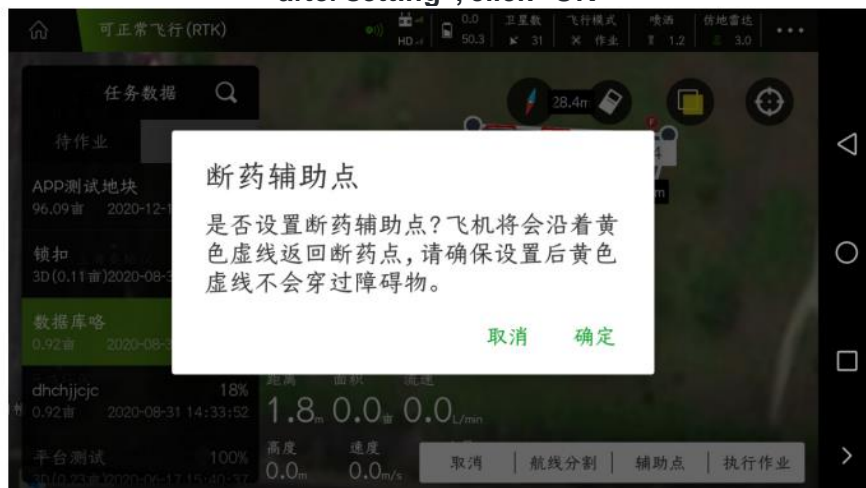 after setting , click "OK"
可正常飞行(RTK)
HD
0.0
50.3
卫星数
31
飞行模式
作业
喷洒
1.2
仿地雷达
3.0
任务数据
28.4m
待作业
APP测试地块
96.09亩 2020-12-1
锁扣
3D(0.11亩)2020-08-3
数据库略
0.92亩 2020-08-3
dhchjjcjc 18%
0.92亩 2020-08-31 14:33:52
平台测试 100%
断药辅助点
是否设置断药辅助点?飞机将会沿着黄
色虚线返回断药点,请确保设置后黄色
虚线不会穿过障碍物。
取消 确定
距离 面积 流速
1.8m 0.0亩 0.0L/min
高度 速度
0.0m 0.0m/s
取消 航线分割 辅助点 执行作业